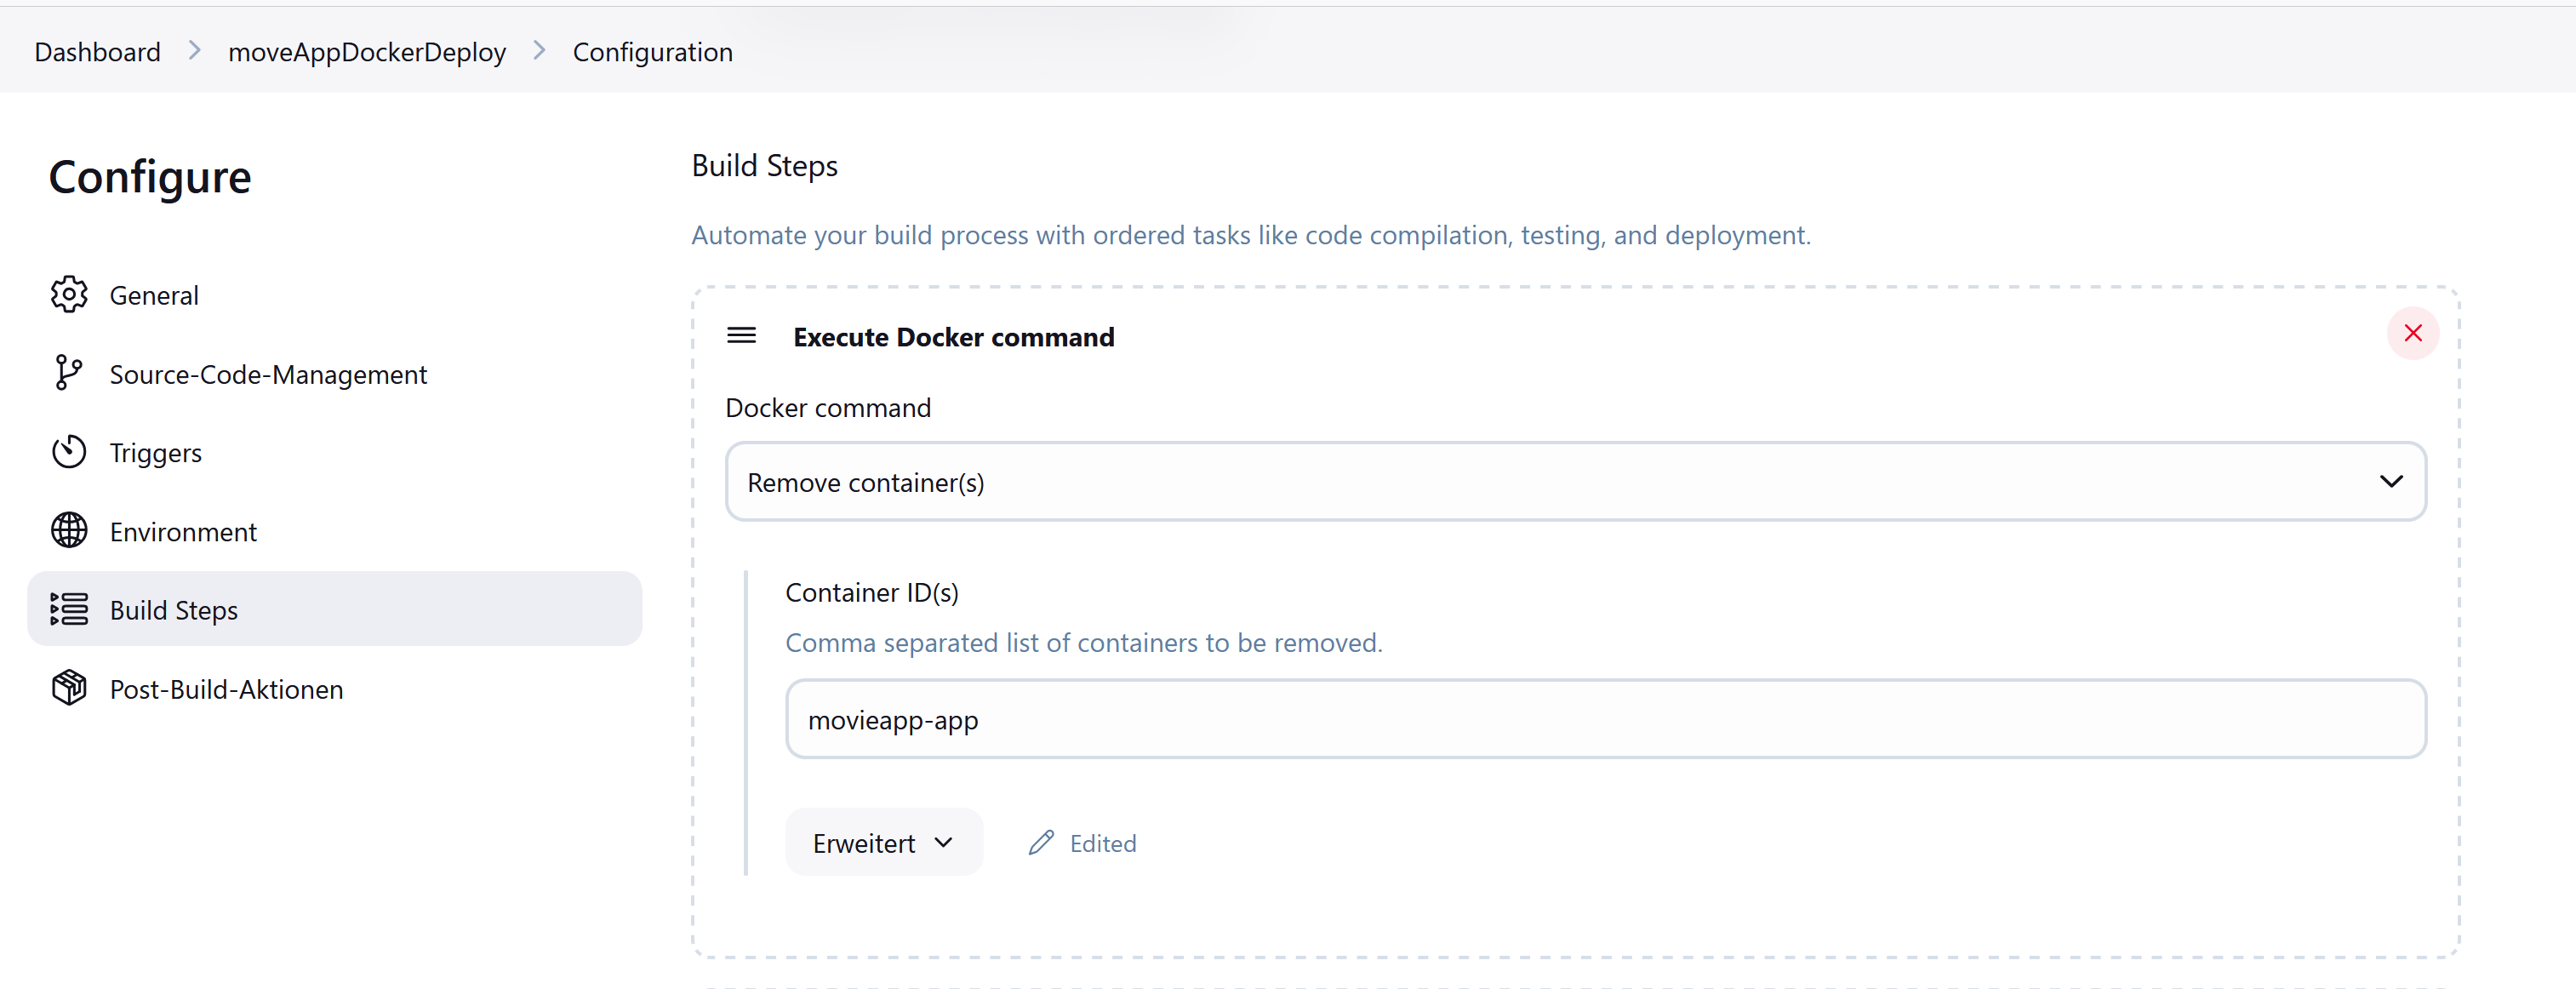 Dashboard > moveAppDockerDeploy > Configuration
Configure
General
Source-Code-Management
Triggers
Environment
Build Steps
Post-Build-Aktionen
Build Steps
Automate your build process with ordered tasks like code compilation, testing, and deployment.
Execute Docker command
Docker command
Remove container(s)
Container ID(s)
Comma separated list of containers to be removed.
movieapp-app
Erweitert
Edited